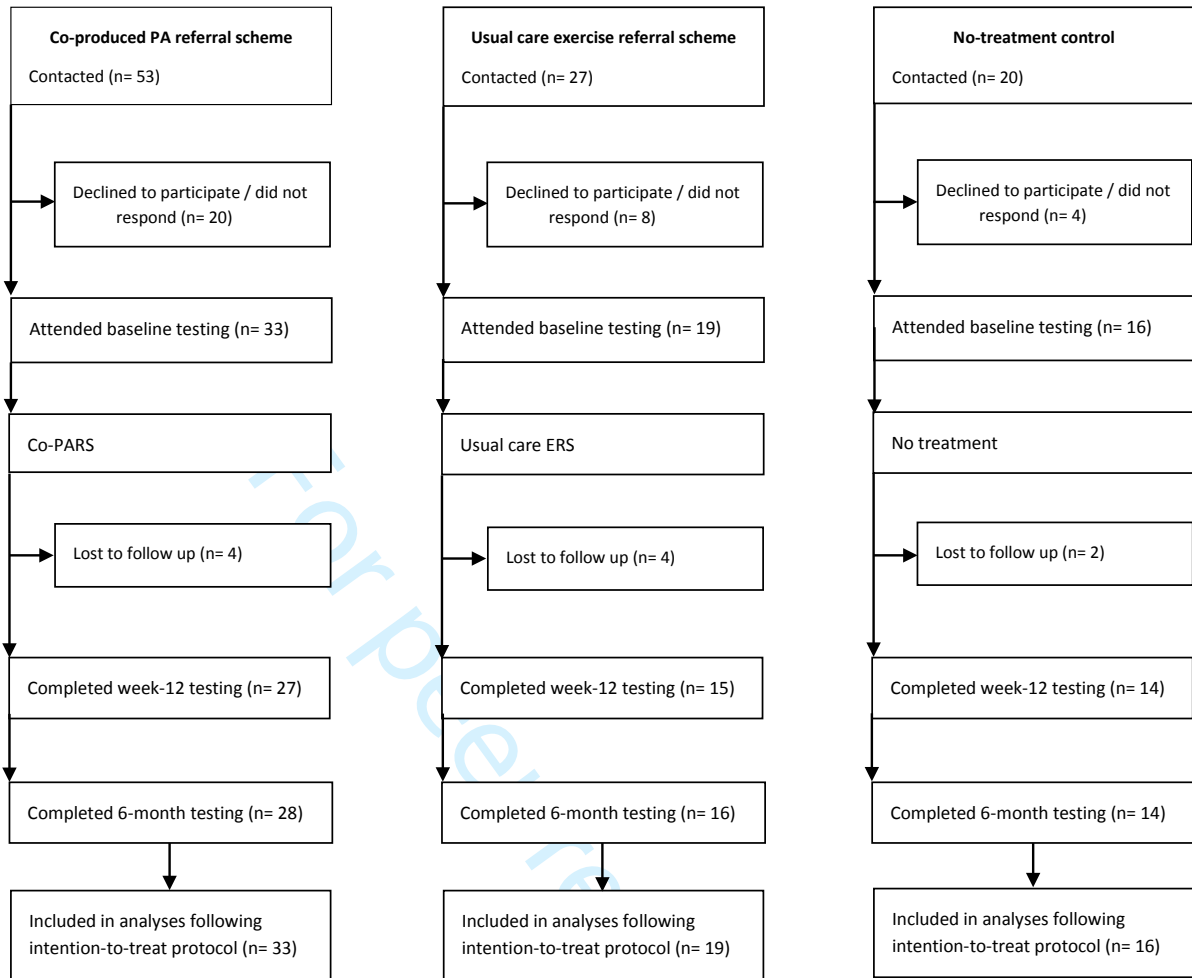 Co-produced PA referral scheme
Contacted (n= 53)
Declined to participate / did not
respond (n= 20)
Attended baseline testing (n= 33)
Co-PARS
Lost to follow up (n= 4)
Completed week-12 testing (n= 27)
Completed 6-month testing (n= 28)
Included in analyses following
intention-to-treat protocol (n= 33)
Usual care exercise referral scheme
Contacted (n= 27)
Declined to participate / did not
respond (n= 8)
Attended baseline testing (n= 19)
Usual care ERS
Lost to follow up (n= 4)
Completed week-12 testing (n= 15)
Completed 6-month testing (n= 16)
Included in analyses following
intention-to-treat protocol (n= 19)
No-treatment control
Contacted (n= 20)
Declined to participate / did not
respond (n= 4)
Attended baseline testing (n= 16)
No treatment
Lost to follow up (n= 2)
Completed week-12 testing (n= 14)
Completed 6-month testing (n= 14)
Included in analyses following
intention-to-treat protocol (n= 16)
For